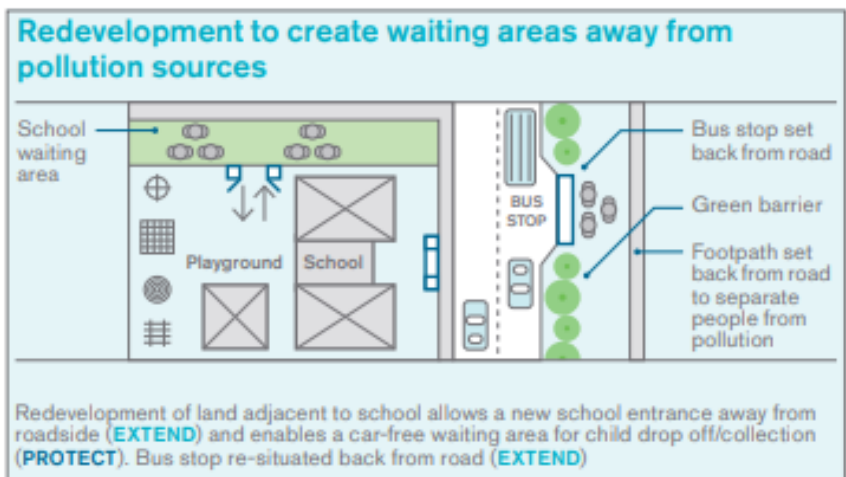 Redevelopment to create waiting areas away from
pollution sources
School
waiting
area
Bus stop set
back from road
BUS
STOP
Green barrier
Playground
School
Footpath set
back from road
to separate
people from
pollution
Redevelopment of land adjacent to school allows a new school entrance away from
roadside (EXTEND) and enables a car-free waiting area for child drop off/collection
(PROTECT). Bus stop re-situated back from road (EXTEND)